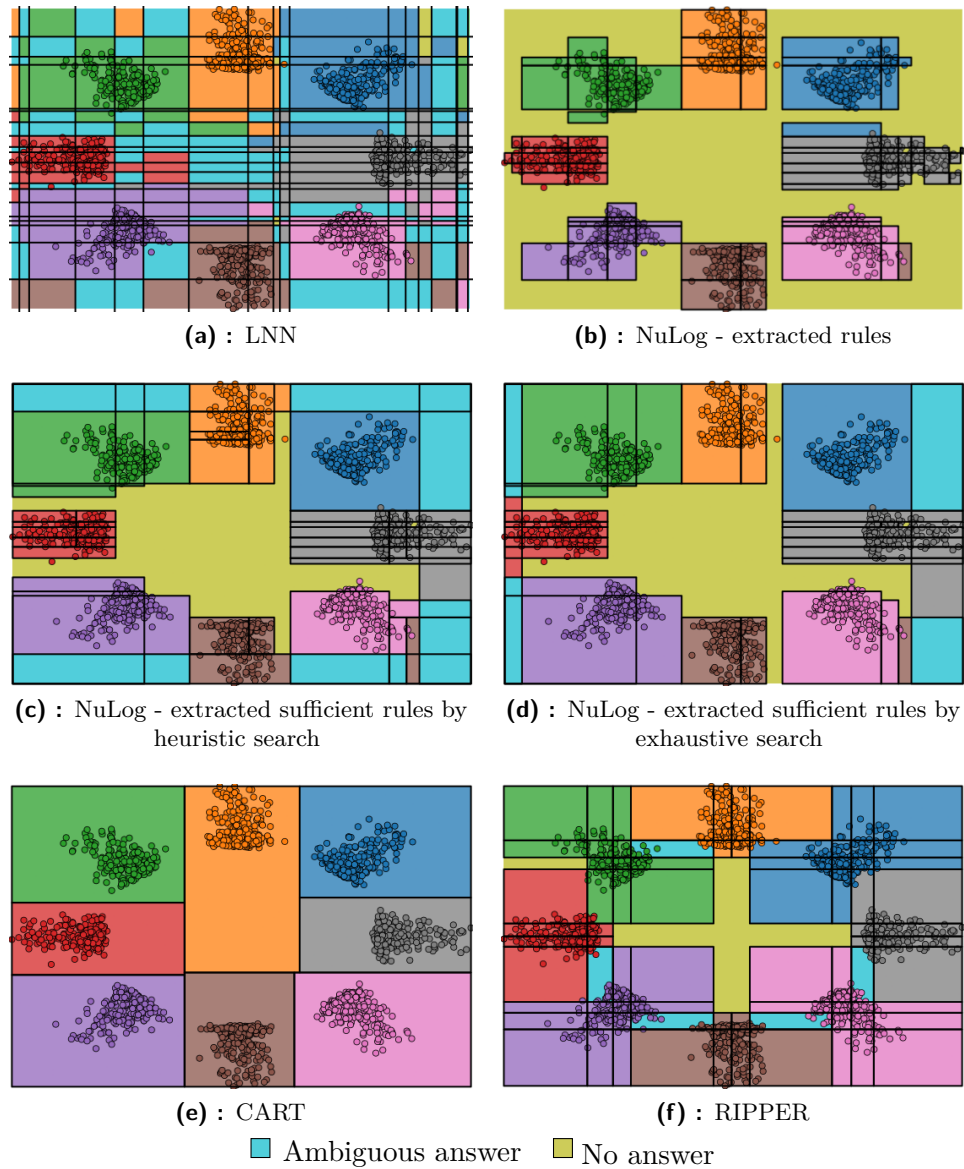 (a) : LNN
(b) : NuLog - extracted rules
(c) : NuLog - extracted sufficient rules by
heuristic search
(d) : NuLog - extracted sufficient rules by
exhaustive search
(e) : CART
(f) : RIPPER
Ambiguous answer
No answer